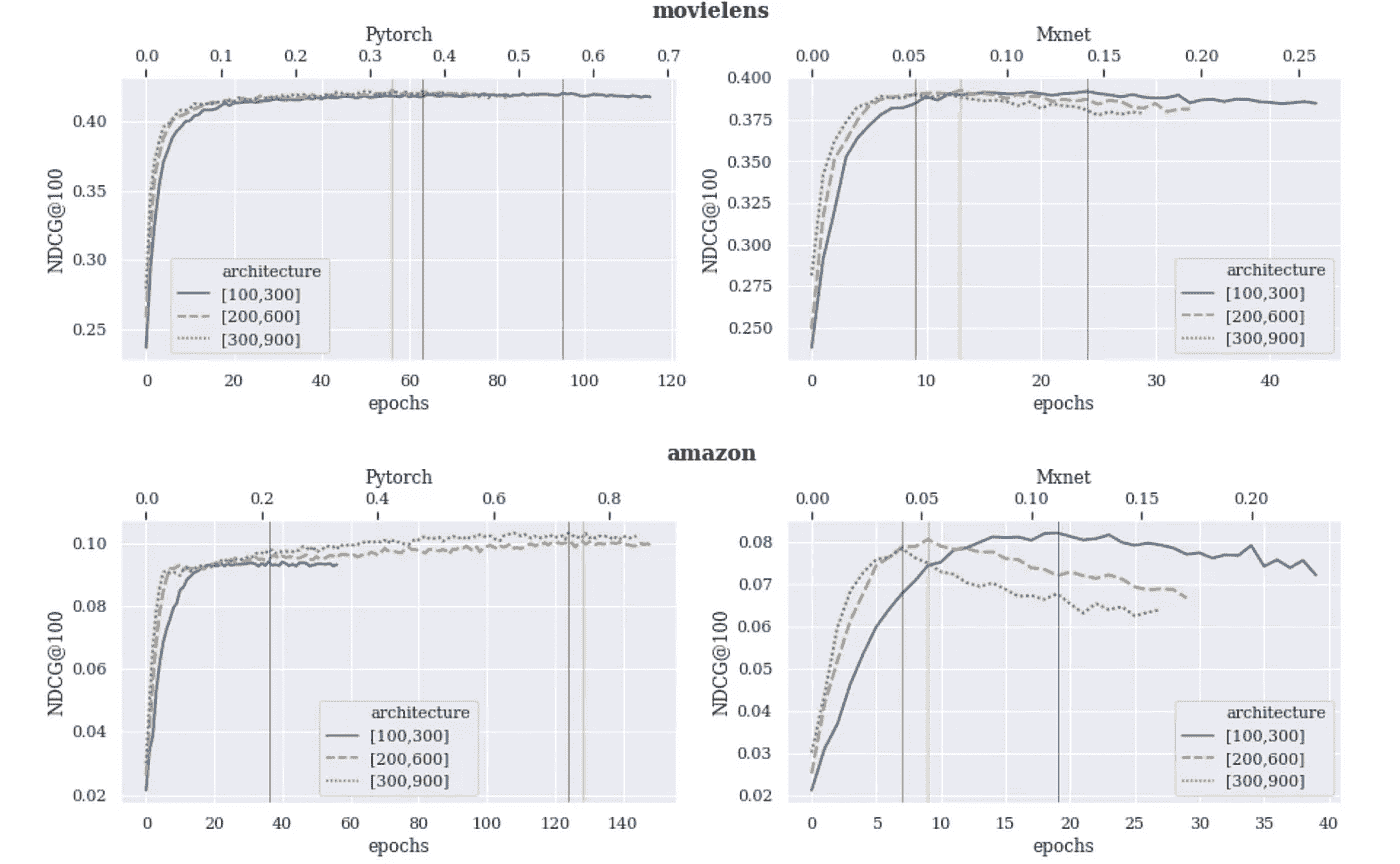 movielens
Pytorch
0.0 0.1 0.2 0.3 0.4 0.5 0.6 0.7
0.40
0.35
0.30
0.25
NDCG@100
architecture
[100,300]
[200,600]
[300,900]
0 20 40 60 80 100 120
epochs
Mxnet
0.00 0.05 0.10 0.15 0.20 0.25
0.400
0.375
0.350
0.325
0.300
0.275
0.250
NDCG@100
architecture
[100,300]
[200,600]
[300,900]
0 10 20 30 40
epochs
amazon
Pytorch
0.0 0.2 0.4 0.6 0.8
0.10
0.08
0.06
0.04
0.02
NDCG@100
architecture
[100,300]
[200,600]
[300,900]
0 20 40 60 80 100 120 140
epochs
Mxnet
0.00 0.05 0.10 0.15 0.20
0.08
0.07
0.06
0.05
0.04
0.03
0.02
NDCG@100
architecture
[100,300]
[200,600]
[300,900]
0 5 10 15 20 25 30 35 40
epochs